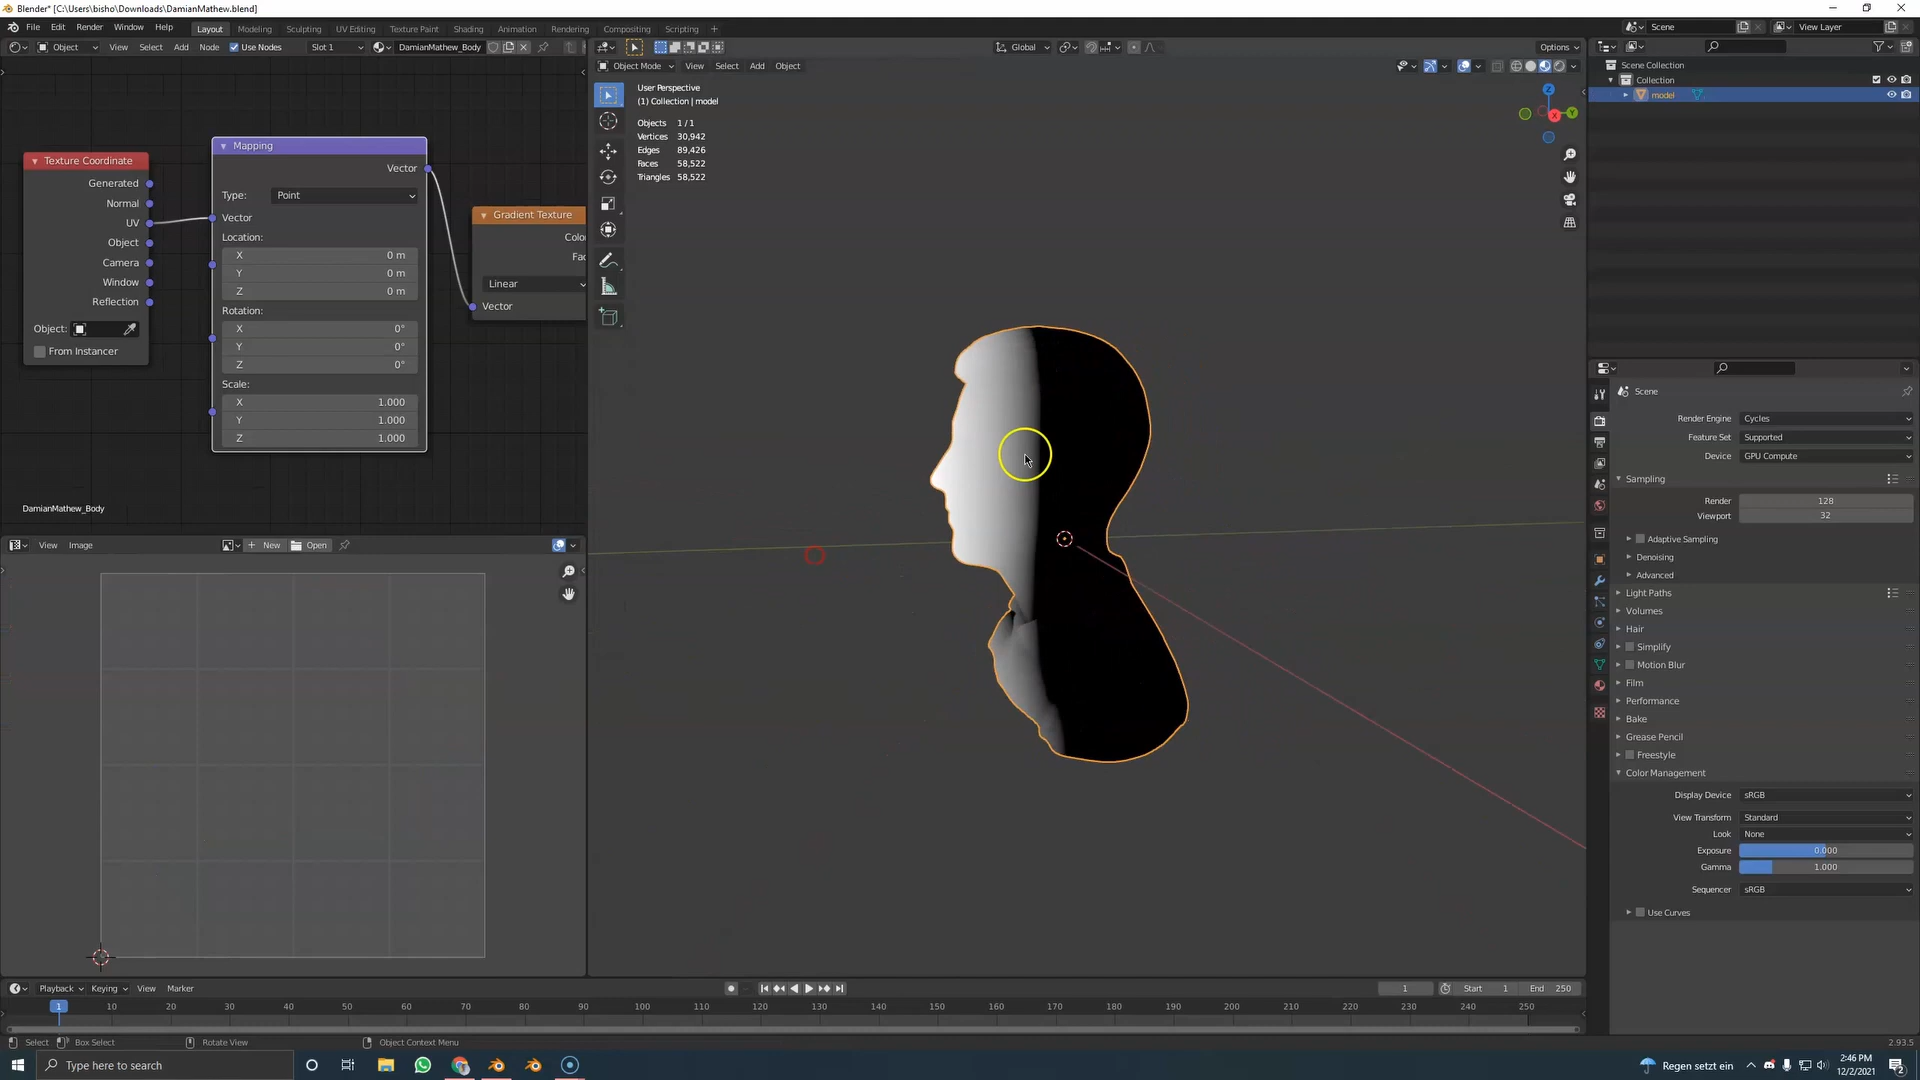 Blender* [C:\Users\bisho\Downloads\DamianMathew.blend]
File Edit Render Window Help Layout Modeling Sculpting UV Editing Texture Paint Shading Animation Rendering Compositing Scripting + Scene View Layer
Object View Select Add Node Use Nodes Slot 1 DamianMathew_Body Global Options
Object Mode View Select Add Object
Texture Coordinate
Generated
Normal
UV
Object
Camera
Window
Reflection
Object:
From Instancer
Mapping
Vector
Type: Point
Vector
Location:
X 0 m
Y 0 m
Z 0 m
Rotation:
X 0°
Y 0°
Z 0°
Scale:
X 1.000
Y 1.000
Z 1.000
Gradient Texture
Colo
Fac
Linear
Vector
DamianMathew_Body
User Perspective
(1) Collection | model
Objects 1 / 1
Vertices 30,942
Edges 89,426
Faces 58,522
Triangles 58,522
Z
Y
X
Scene Collection
Collection
model
Scene
Render Engine Cycles
Feature Set Supported
Device GPU Compute
Sampling
Render 128
Viewport 32
Adaptive Sampling
Denoising
Advanced
Light Paths
Volumes
Hair
Simplify
Motion Blur
Film
Performance
Bake
Grease Pencil
Freestyle
Color Management
Display Device sRGB
View Transform Standard
Look None
Exposure 0.000
Gamma 1.000
Sequencer sRGB
Use Curves
View Image + New Open
Playback Keying View Marker 1 Start 1 End 250
1 10 20 30 40 50 60 70 80 90 100 110 120 130 140 150 160 170 180 190 200 210 220 230 240 250
Select Box Select Rotate View Object Context Menu 2.93.5
Type here to search
Regen setzt ein
2:46 PM
12/2/2021
2